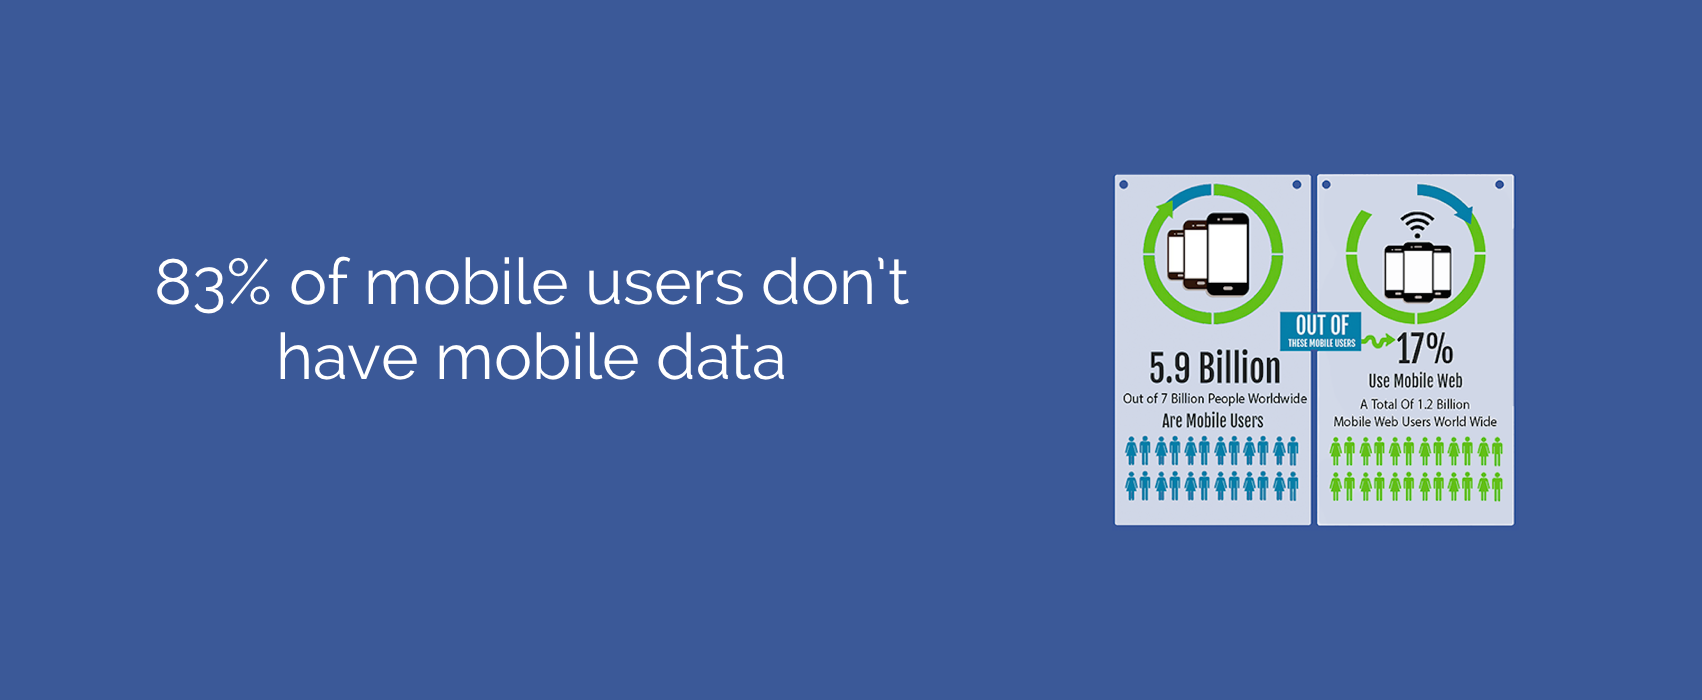 83% of mobile users don't
have mobile data
5.9 Billion
Out of 7 Billion People Worldwide
Are Mobile Users
OUT OF
THESE MOBILE USERS
17%
Use Mobile Web
A Total Of 1.2 Billion
Mobile Web Users World Wide